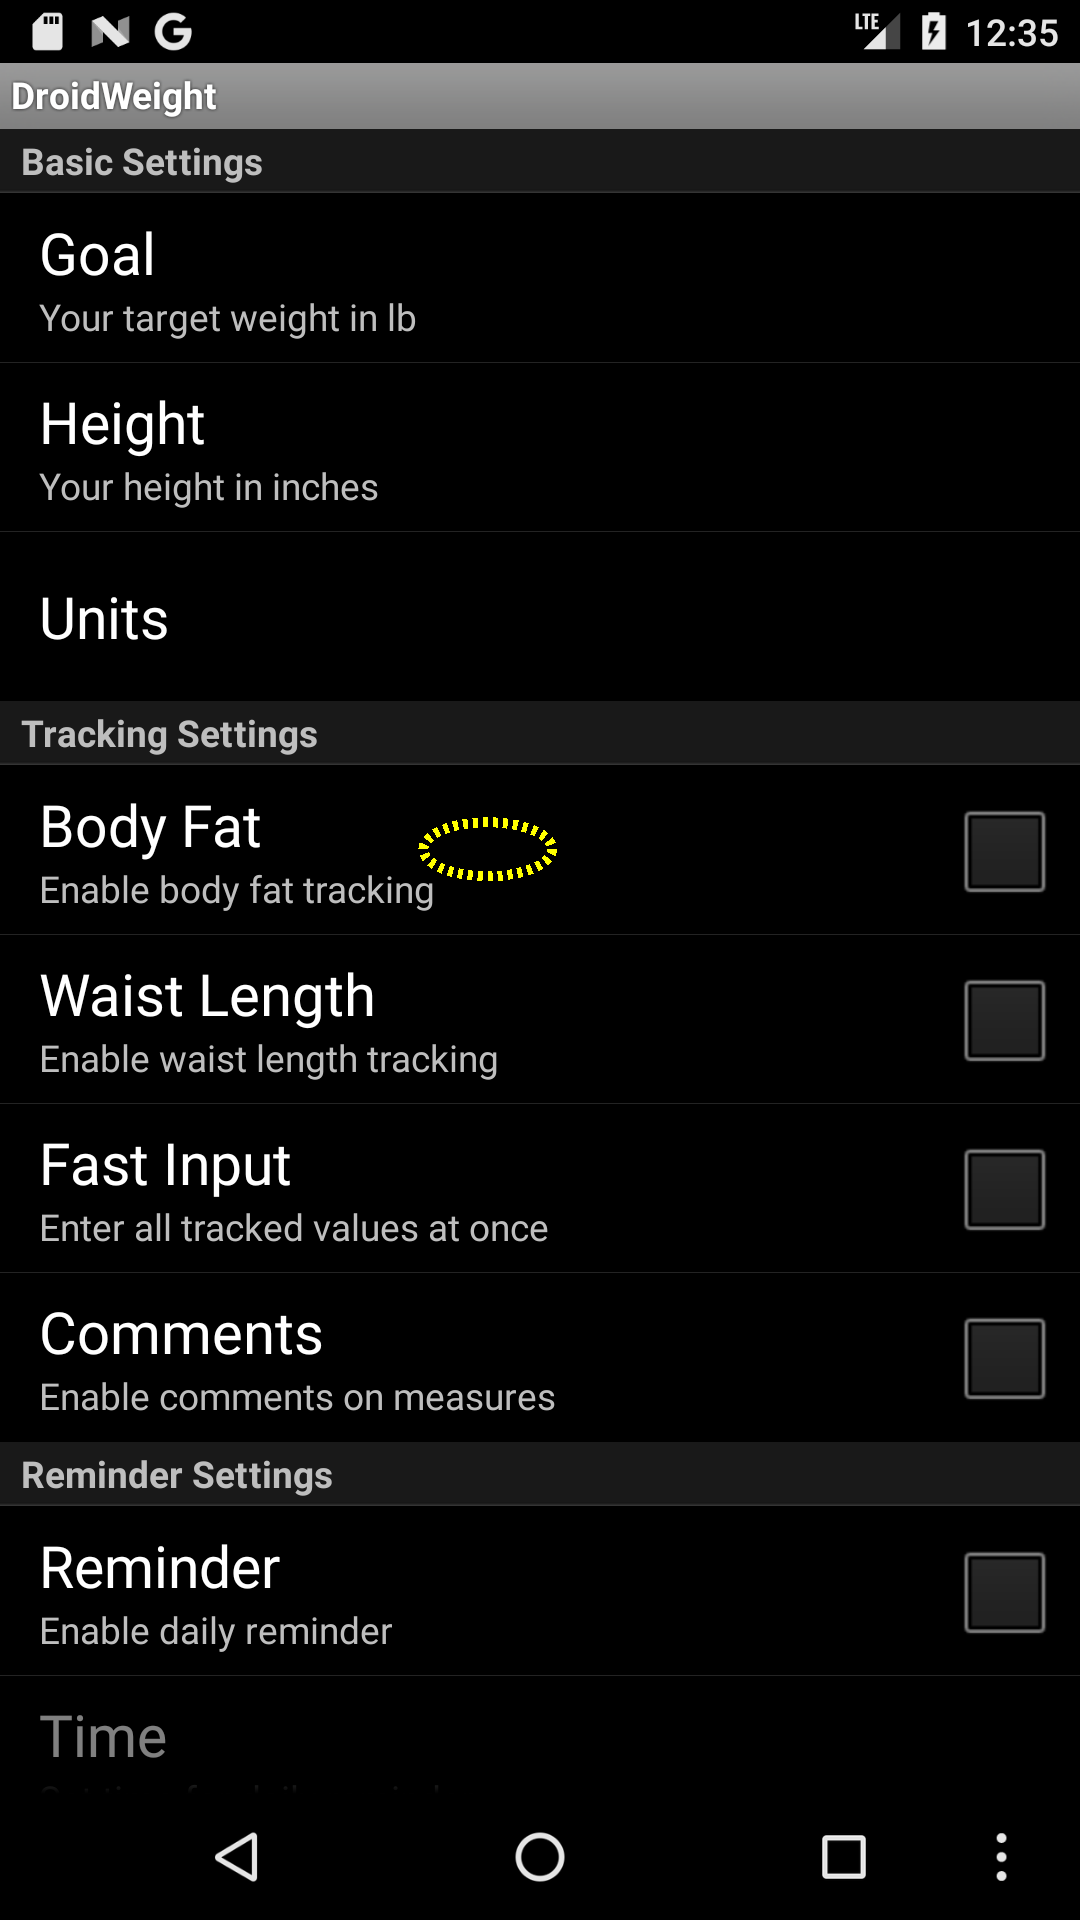 LTE 12:35
DroidWeight
Basic Settings
Goal
Your target weight in lb
Height
Your height in inches
Units
Tracking Settings
Body Fat
Enable body fat tracking
Waist Length
Enable waist length tracking
Fast Input
Enter all tracked values at once
Comments
Enable comments on measures
Reminder Settings
Reminder
Enable daily reminder
Time